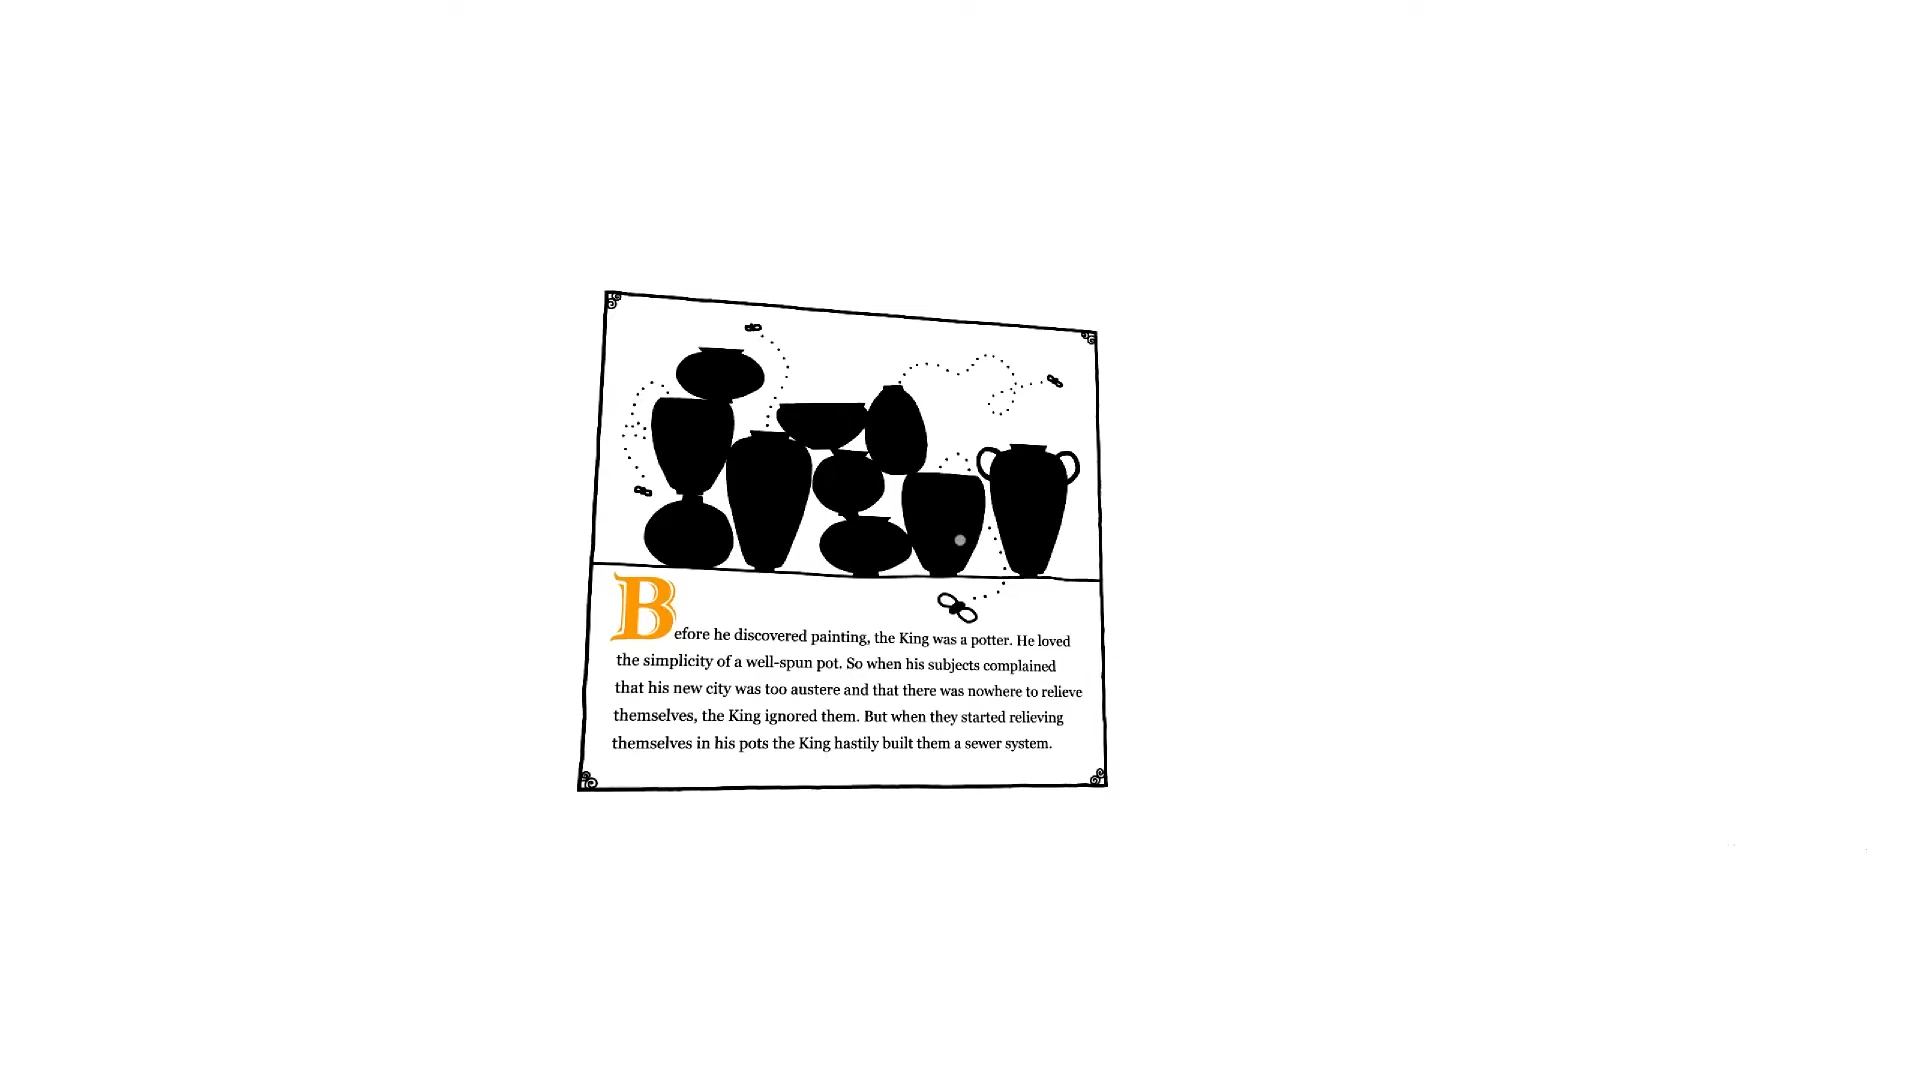 Before he discovered painting, the King was a potter. He loved
the simplicity of a well-spun pot. So when his subjects complained
that his new city was too austere and that there was nowhere to relieve
themselves, the King ignored them. But when they started relieving
themselves in his pots the King hastily built them a sewer system.